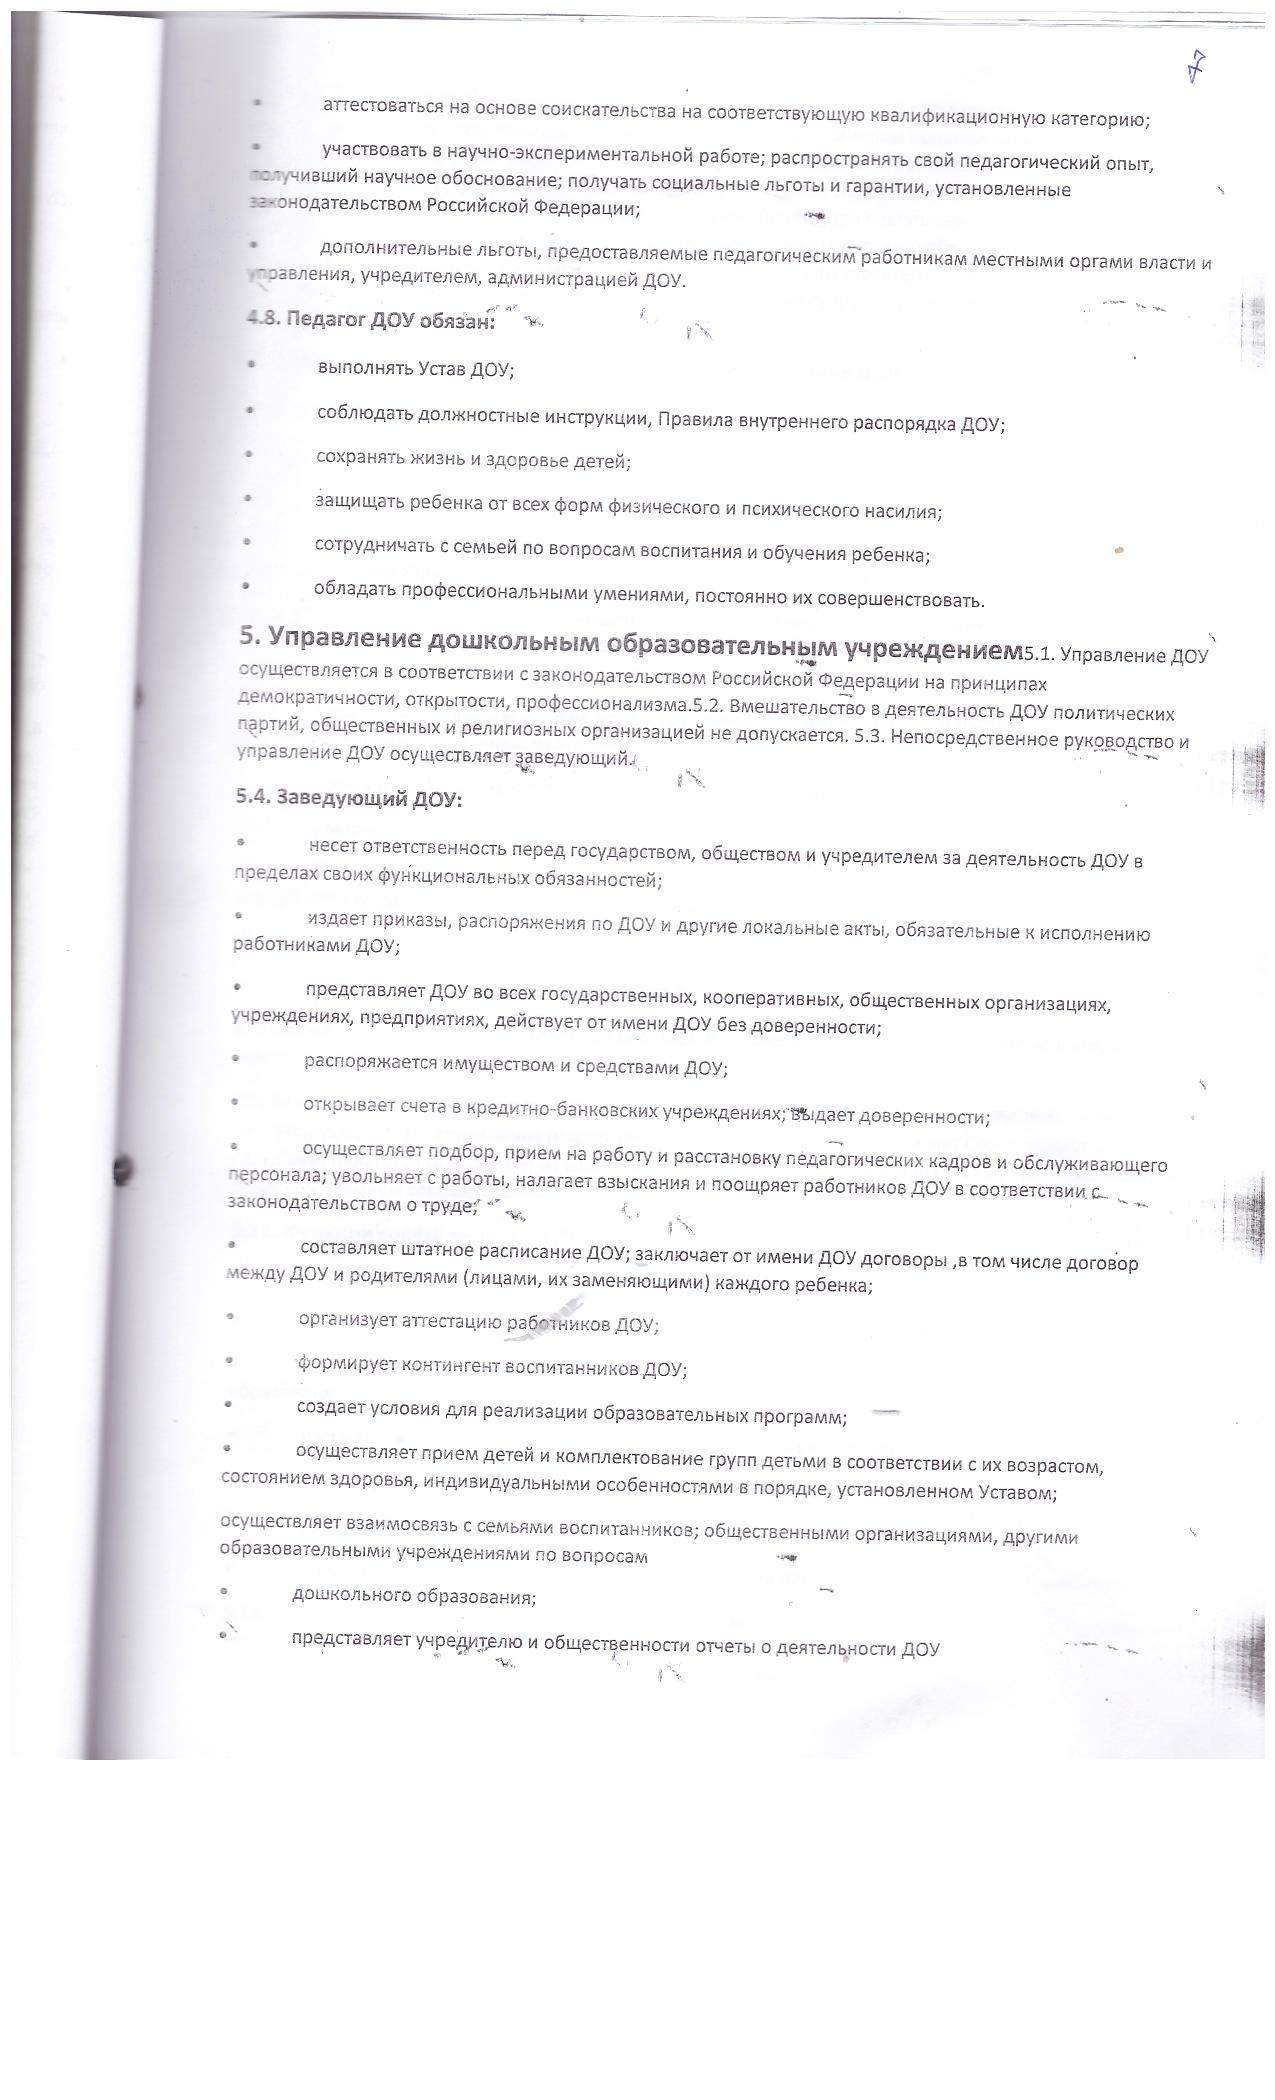 7
• аттестоваться на основе соискательства на соответствующую квалификационную категорию;
• участвовать в научно-экспериментальной работе; распространять свой педагогический опыт,
получивший научное обоснование; получать социальные льготы и гарантии, установленные
законодательством Российской Федерации;
• дополнительные льготы, предоставляемые педагогическим работникам местными оргами власти и
управления, учредителем, администрацией ДОУ.
4.8. Педагог ДОУ обязан:
• выполнять Устав ДОУ;
• соблюдать должностные инструкции, Правила внутреннего распорядка ДОУ;
• сохранять жизнь и здоровье детей;
• защищать ребенка от всех форм физического и психического насилия;
• сотрудничать с семьей по вопросам воспитания и обучения ребенка;
• обладать профессиональными умениями, постоянно их совершенствовать.
5. Управление дошкольным образовательным учреждением5.1. Управление ДОУ
осуществляется в соответствии с законодательством Российской Федерации на принципах
демократичности, открытости, профессионализма.5.2. Вмешательство в деятельность ДОУ политических
партий, общественных и религиозных организацией не допускается. 5.3. Непосредственное руководство и
управление ДОУ осуществляет заведующий.
5.4. Заведующий ДОУ:
• несет ответственность перед государством, обществом и учредителем за деятельность ДОУ в
пределах своих функциональных обязанностей;
• издает приказы, распоряжения по ДОУ и другие локальные акты, обязательные к исполнению
работниками ДОУ;
• представляет ДОУ во всех государственных, кооперативных, общественных организациях,
учреждениях, предприятиях, действует от имени ДОУ без доверенности;
• распоряжается имуществом и средствами ДОУ;
• открывает счета в кредитно-банковских учреждениях; выдает доверенности;
• осуществляет подбор, прием на работу и расстановку педагогических кадров и обслуживающего
персонала; увольняет с работы, налагает взыскания и поощряет работников ДОУ в соответствии с
законодательством о труде;
• составляет штатное расписание ДОУ; заключает от имени ДОУ договоры ,в том числе договор
между ДОУ и родителями (лицами, их заменяющими) каждого ребенка;
• организует аттестацию работников ДОУ;
• формирует контингент воспитанников ДОУ;
• создает условия для реализации образовательных программ;
• осуществляет прием детей и комплектование групп детьми в соответствии с их возрастом,
состоянием здоровья, индивидуальными особенностями в порядке, установленном Уставом;
осуществляет взаимосвязь с семьями воспитанников; общественными организациями, другими
образовательными учреждениями по вопросам
• дошкольного образования;
• представляет учредителю и общественности отчеты о деятельности ДОУ